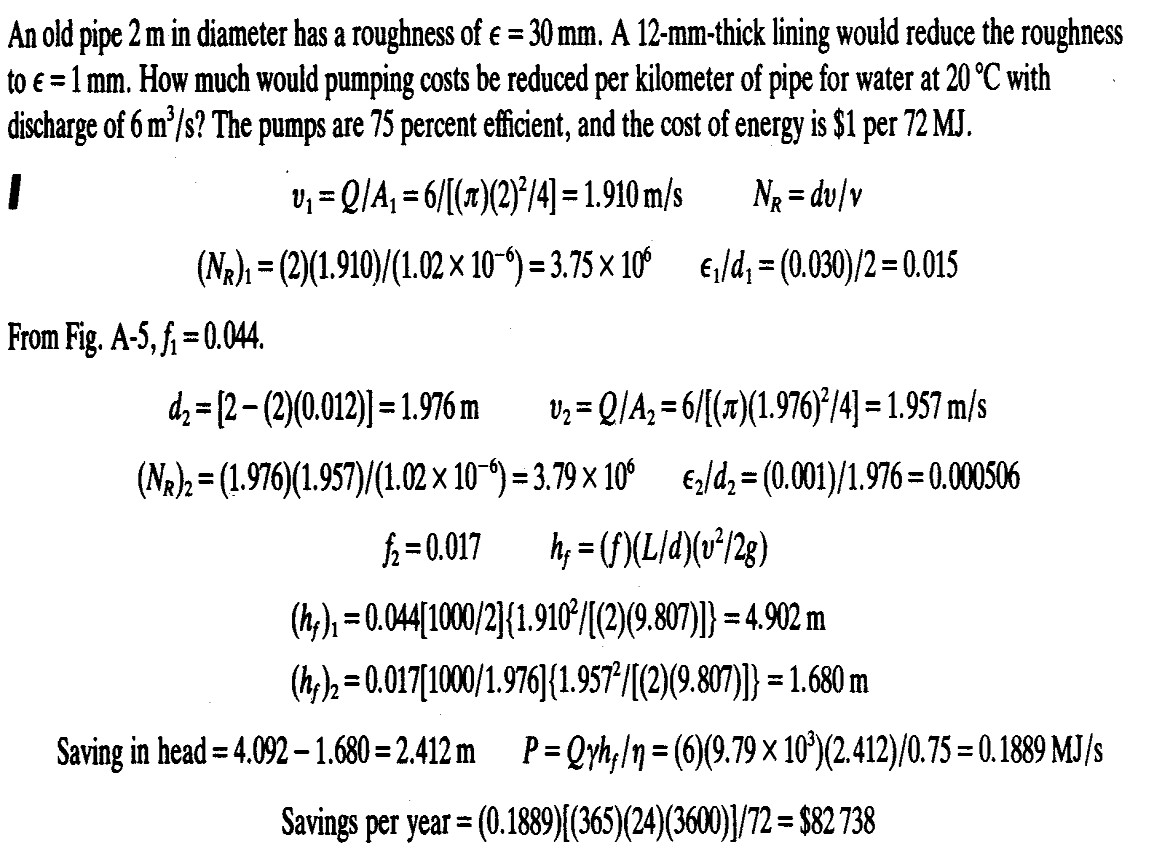 An old pipe 2 m in diameter has a roughness of ϵ = 30 mm. A 12-mm-thick lining would reduce the roughness
to ϵ = 1 mm. How much would pumping costs be reduced per kilometer of pipe for water at 20 °C with
discharge of 6 m³/s? The pumps are 75 percent efficient, and the cost of energy is $1 per 72 MJ.
v₁ = Q/A₁ = 6/[(π)(2)²/4] = 1.910 m/s N_R = dv/ν
(N_R)₁ = (2)(1.910)/(1.02 × 10⁻⁶) = 3.75 × 10⁶ ϵ₁/d₁ = (0.030)/2 = 0.015
From Fig. A-5, f₁ = 0.044.
d₂ = [2 − (2)(0.012)] = 1.976 m v₂ = Q/A₂ = 6/[(π)(1.976)²/4] = 1.957 m/s
(N_R)₂ = (1.976)(1.957)/(1.02 × 10⁻⁶) = 3.79 × 10⁶ ϵ₂/d₂ = (0.001)/1.976 = 0.000506
f₂ = 0.017 h_f = (f)(L/d)(v²/2g)
(h_f)₁ = 0.044[1000/2]{1.910²/[(2)(9.807)]} = 4.902 m
(h_f)₂ = 0.017[1000/1.976]{1.957²/[(2)(9.807)]} = 1.680 m
Saving in head = 4.092 − 1.680 = 2.412 m P = Qγh_f/η = (6)(9.79 × 10³)(2.412)/0.75 = 0.1889 MJ/s
Savings per year = (0.1889)[(365)(24)(3600)]/72 = $82 738